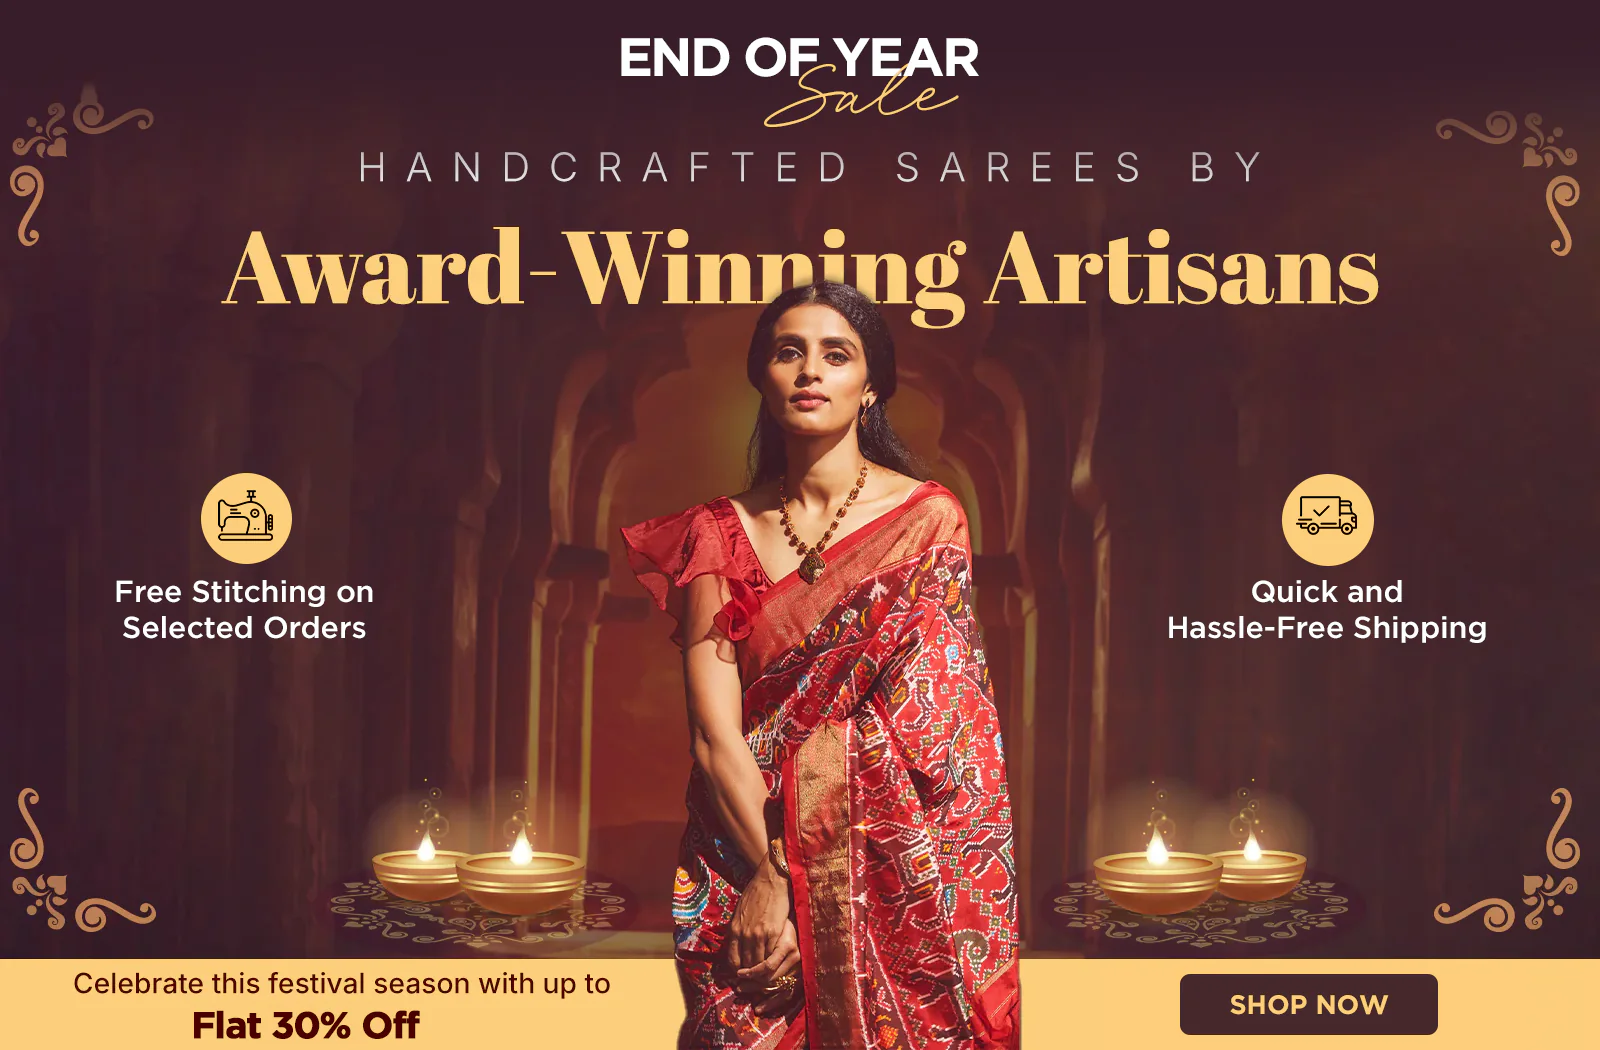 END OF YEAR
Sale
HANDCRAFTED SAREES BY
Award-Winning Artisans
Free Stitching on
Selected Orders
Quick and
Hassle-Free Shipping
Celebrate this festival season with up to
Flat 30% Off
SHOP NOW